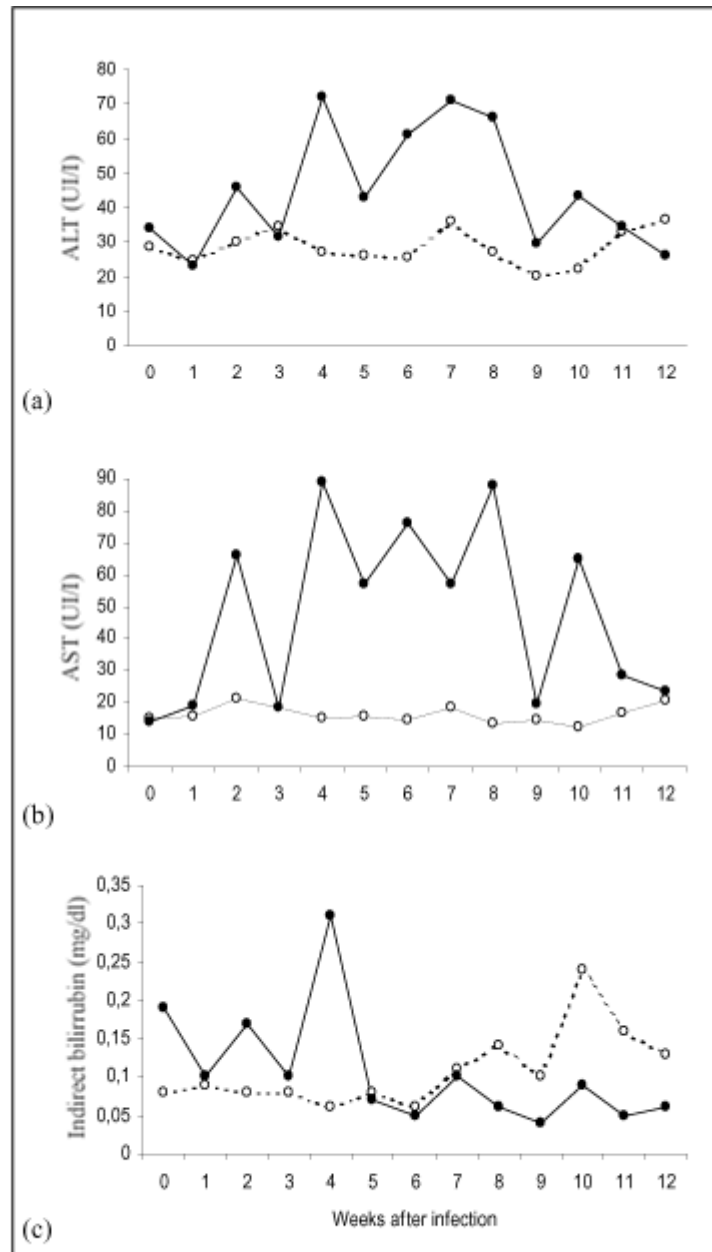 80
70
60
50
40
30
20
10
0
ALT (UI/l)
0 1 2 3 4 5 6 7 8 9 10 11 12
(a)
90
80
70
60
50
40
30
20
10
0
AST (UI/l)
0 1 2 3 4 5 6 7 8 9 10 11 12
(b)
0,35
0,3
0,25
0,2
0,15
0,1
0,05
0
Indirect bilirrubin (mg/dl)
0 1 2 3 4 5 6 7 8 9 10 11 12
Weeks after infection
(c)